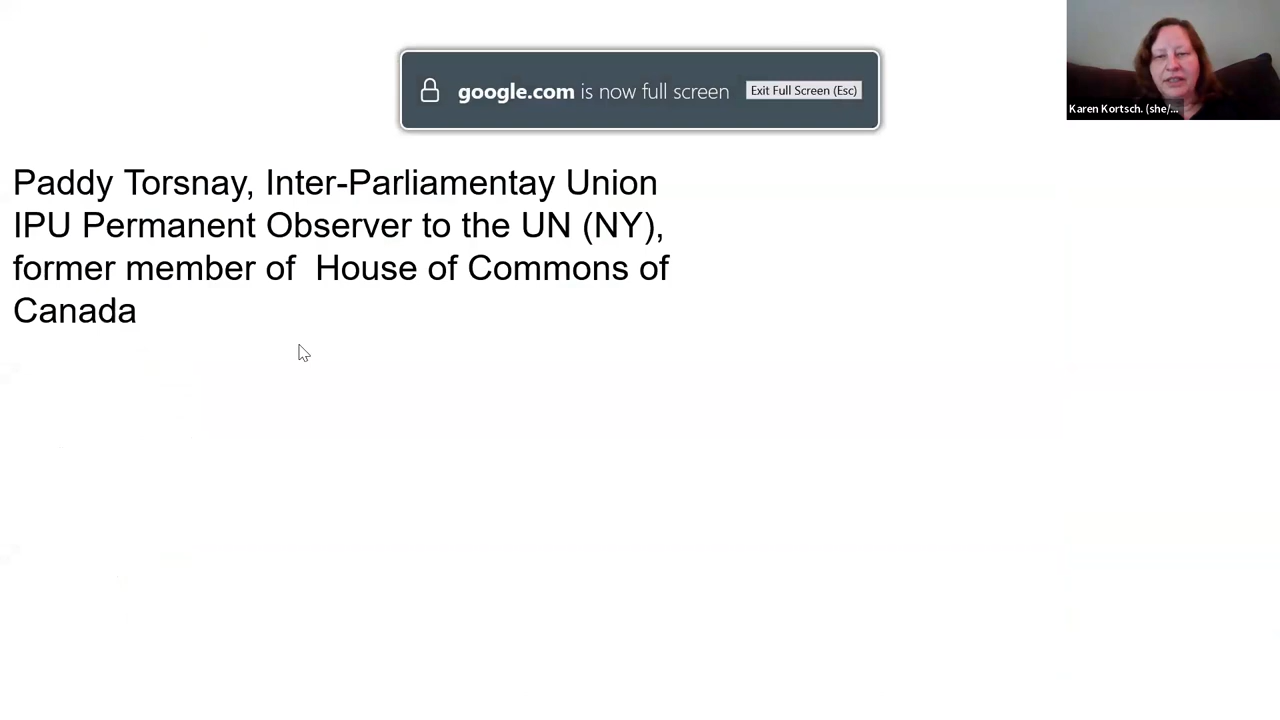 google.com is now full screen Exit Full Screen (Esc)
Karen Kortsch. (she/...
Paddy Torsnay, Inter-Parliamentay Union
IPU Permanent Observer to the UN (NY),
former member of  House of Commons of
Canada